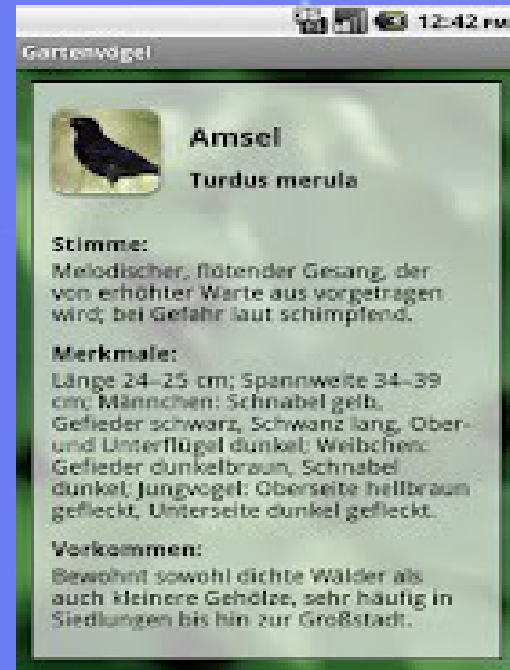 12:42 PM
Gartenvögel
Amsel
Turdus merula
Stimme:
Melodischer, flötender Gesang, der
von erhöhter Warte aus vorgetragen
wird; bei Gefahr laut schimpfend.
Merkmale:
Länge 24–25 cm; Spannweite 34–39
cm; Männchen: Schnabel gelb,
Gefieder schwarz, Schwanz lang, Ober-
und Unterflügel dunkel; Weibchen:
Gefieder dunkelbraun, Schnabel
dunkel; Jungvogel: Oberseite hellbraun
gefleckt, Unterseite dunkel gefleckt.
Vorkommen:
Bewohnt sowohl dichte Wälder als
auch kleinere Gehölze, sehr häufig in
Siedlungen bis hin zur Großstadt.